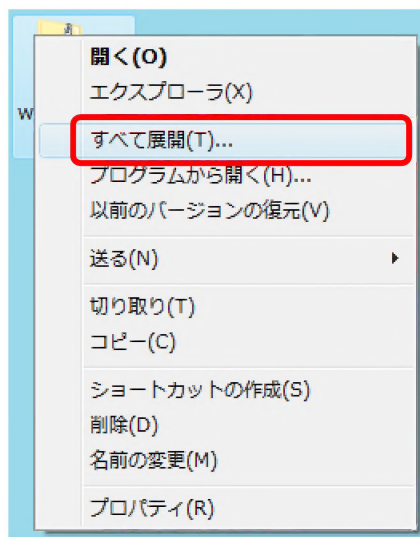 開く(O)
エクスプローラ(X)
W
すべて展開(T)...
プログラムから開く(H)...
以前のバージョンの復元(V)
送る(N)
切り取り(T)
コピー(C)
ショートカットの作成(S)
削除(D)
名前の変更(M)
プロパティ(R)